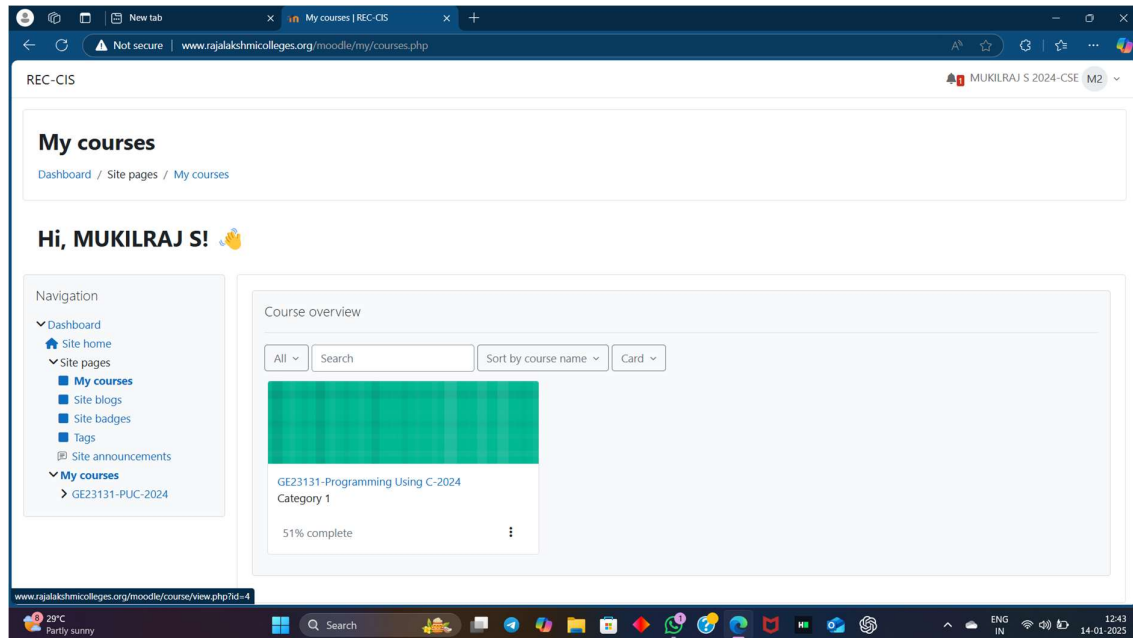 New tab
My courses | REC-CIS
Not secure www.rajalakshmicolleges.org/moodle/my/courses.php
REC-CIS
1 MUKILRAJ S 2024-CSE M2
My courses
Dashboard / Site pages / My courses
Hi, MUKILRAJ S!
Navigation
Dashboard
Site home
Site pages
My courses
Site blogs
Site badges
Tags
Site announcements
My courses
GE23131-PUC-2024
Course overview
All Search Sort by course name Card
GE23131-Programming Using C-2024
Category 1
51% complete
www.rajalakshmicolleges.org/moodle/course/view.php?id=4
8 29°C
Partly sunny
Search
ENG
IN
12:43
14-01-2025